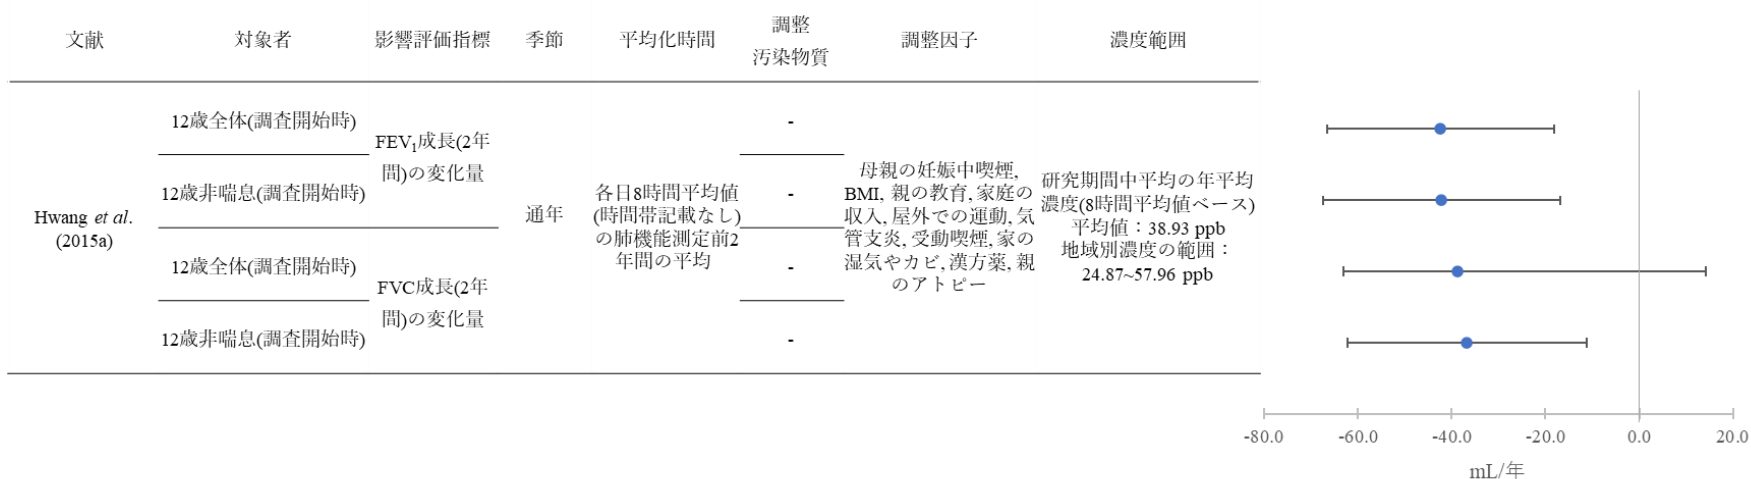 文献
対象者
影響評価指標
季節
平均化時間
調整
汚染物質
調整因子
濃度範囲
Hwang et al.
(2015a)
12歳全体(調査開始時)
12歳非喘息(調査開始時)
12歳全体(調査開始時)
12歳非喘息(調査開始時)
FEV₁成長(2年
間)の変化量
FVC成長(2年
間)の変化量
通年
各日8時間平均値
(時間帯記載なし)
の肺機能測定前2
年間の平均
-
-
-
-
母親の妊娠中喫煙,
BMI, 親の教育, 家庭の
収入, 屋外での運動, 気
管支炎, 受動喫煙, 家の
湿気やカビ, 漢方薬, 親
のアトピー
研究期間中平均の年平均
濃度(8時間平均値ベース)
平均値：38.93 ppb
地域別濃度の範囲：
24.87~57.96 ppb
-80.0 -60.0 -40.0 -20.0 0.0 20.0
mL/年